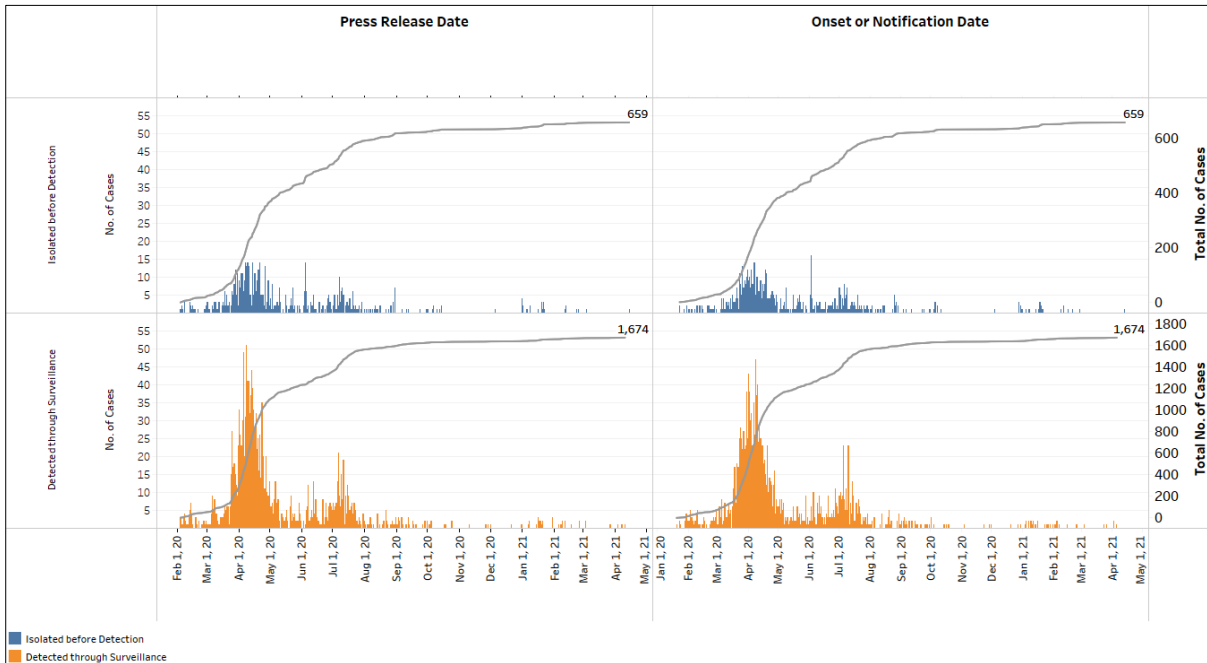 Press Release Date
Onset or Notification Date
Isolated before Detection
No. of Cases
55
50
45
40
35
30
25
20
15
10
5
659
659
600
400
200
0
Total No. of Cases
Detected through Surveillance
No. of Cases
55
50
45
40
35
30
25
20
15
10
5
1,674
1,674
1800
1600
1400
1200
1000
800
600
400
200
0
Total No. of Cases
Feb 1, 20
Mar 1, 20
Apr 1, 20
May 1, 20
Jun 1, 20
Jul 1, 20
Aug 1, 20
Sep 1, 20
Oct 1, 20
Nov 1, 20
Dec 1, 20
Jan 1, 21
Feb 1, 21
Mar 1, 21
Apr 1, 21
May 1, 21
Jan 1, 20
Feb 1, 20
Mar 1, 20
Apr 1, 20
May 1, 20
Jun 1, 20
Jul 1, 20
Aug 1, 20
Sep 1, 20
Oct 1, 20
Nov 1, 20
Dec 1, 20
Jan 1, 21
Feb 1, 21
Mar 1, 21
Apr 1, 21
May 1, 21
Isolated before Detection
Detected through Surveillance